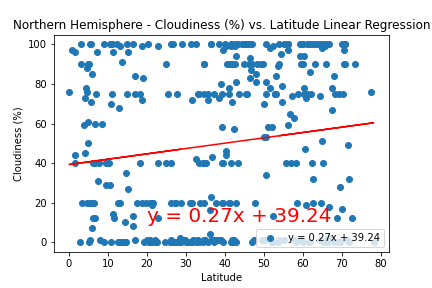 Northern Hemisphere - Cloudiness (%) vs. Latitude Linear Regression
Cloudiness (%)
100
80
60
40
20
0
y = 0.27x + 39.24
y = 0.27x + 39.24
0 10 20 30 40 50 60 70 80
Latitude